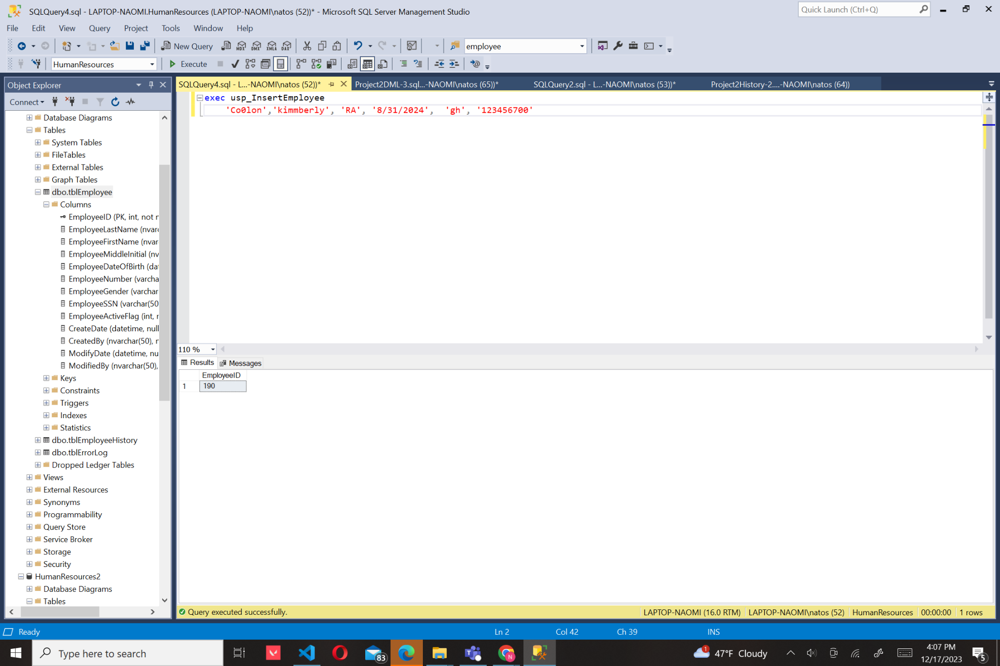 SQLQuery4.sql - LAPTOP-NAOMI.HumanResources (LAPTOP-NAOMI\natos (52))* - Microsoft SQL Server Management Studio
Quick Launch (Ctrl+Q)
File Edit View Query Project Tools Window Help
New Query MDX DMX XMLA DAX employee
HumanResources Execute
Object Explorer
Connect
Database Diagrams
Tables
System Tables
FileTables
External Tables
Graph Tables
dbo.tblEmployee
Columns
EmployeeID (PK, int, not n
EmployeeLastName (nvarc
EmployeeFirstName (nvar
EmployeeMiddleInitial (nv
EmployeeDateOfBirth (dat
EmployeeNumber (varcha
EmployeeGender (varchar
EmployeeSSN (varchar(50
EmployeeActiveFlag (int, r
CreateDate (datetime, null
CreatedBy (nvarchar(50), n
ModifyDate (datetime, nu
ModifiedBy (nvarchar(50),
Keys
Constraints
Triggers
Indexes
Statistics
dbo.tblEmployeeHistory
dbo.tblErrorLog
Dropped Ledger Tables
Views
External Resources
Synonyms
Programmability
Query Store
Service Broker
Storage
Security
HumanResources2
Database Diagrams
Tables
SQLQuery4.sql - L...-NAOMI\natos (52))* Project2DML-3.sql...-NAOMI\natos (65))* SQLQuery2.sql - L...-NAOMI\natos (53))* Project2History-2....-NAOMI\natos (64))
exec usp_InsertEmployee
'Co0lon','kimmberly', 'RA', '8/31/2024', 'gh', '123456700'
110 %
Results Messages
EmployeeID
1 190
Query executed successfully. LAPTOP-NAOMI (16.0 RTM) LAPTOP-NAOMI\natos (52) HumanResources 00:00:00 1 rows
Ready Ln 2 Col 42 Ch 39 INS
Type here to search 83 N 1 47°F Cloudy 4:07 PM
12/17/2023 5